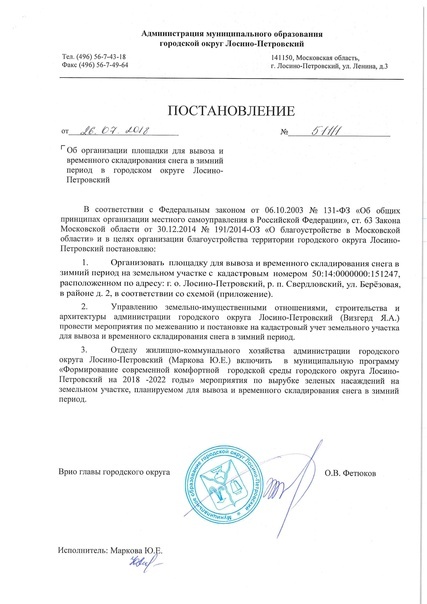 Администрация муниципального образования
городской округ Лосино-Петровский
Тел. (496) 56-7-43-18
Факс (496) 56-7-49-64
141150, Московская область,
г. Лосино-Петровский, ул. Ленина, д.3
ПОСТАНОВЛЕНИЕ
от 26.07.2018 №
Об организации площадки для вывоза и
временного складирования снега в зимний
период в городском округе Лосино-
Петровский
В соответствии с Федеральным законом от 06.10.2003 № 131-ФЗ «Об общих
принципах организации местного самоуправления в Российской Федерации», ст. 63 Закона
Московской области от 30.12.2014 № 191/2014-ОЗ «О благоустройстве в Московской
области» и в целях организации благоустройства территории городского округа Лосино-
Петровский постановляю:
1. Организовать площадку для вывоза и временного складирования снега в
зимний период на земельном участке с кадастровым номером 50:14:0000000:151247,
расположенном по адресу: г. о. Лосино-Петровский, р. п. Свердловский, ул. Берёзовая,
в районе д. 2, в соответствии со схемой (приложение).
2. Управлению земельно-имущественными отношениями, строительства и
архитектуры администрации городского округа Лосино-Петровский (Визгерд Я.А.)
провести мероприятия по межеванию и постановке на кадастровый учет земельного участка
для вывоза и временного складирования снега в зимний период.
3. Отделу жилищно-коммунального хозяйства администрации городского
округа Лосино-Петровский (Маркова Ю.Е.) включить в муниципальную программу
«Формирование современной комфортной городской среды городского округа Лосино-
Петровский на 2018 -2022 годы» мероприятия по вырубке зеленых насаждений на
земельном участке, планируемом для вывоза и временного складирования снега в зимний
период.
Врио главы городского округа
О.В. Фетюков
Исполнитель: Маркова Ю.Е.